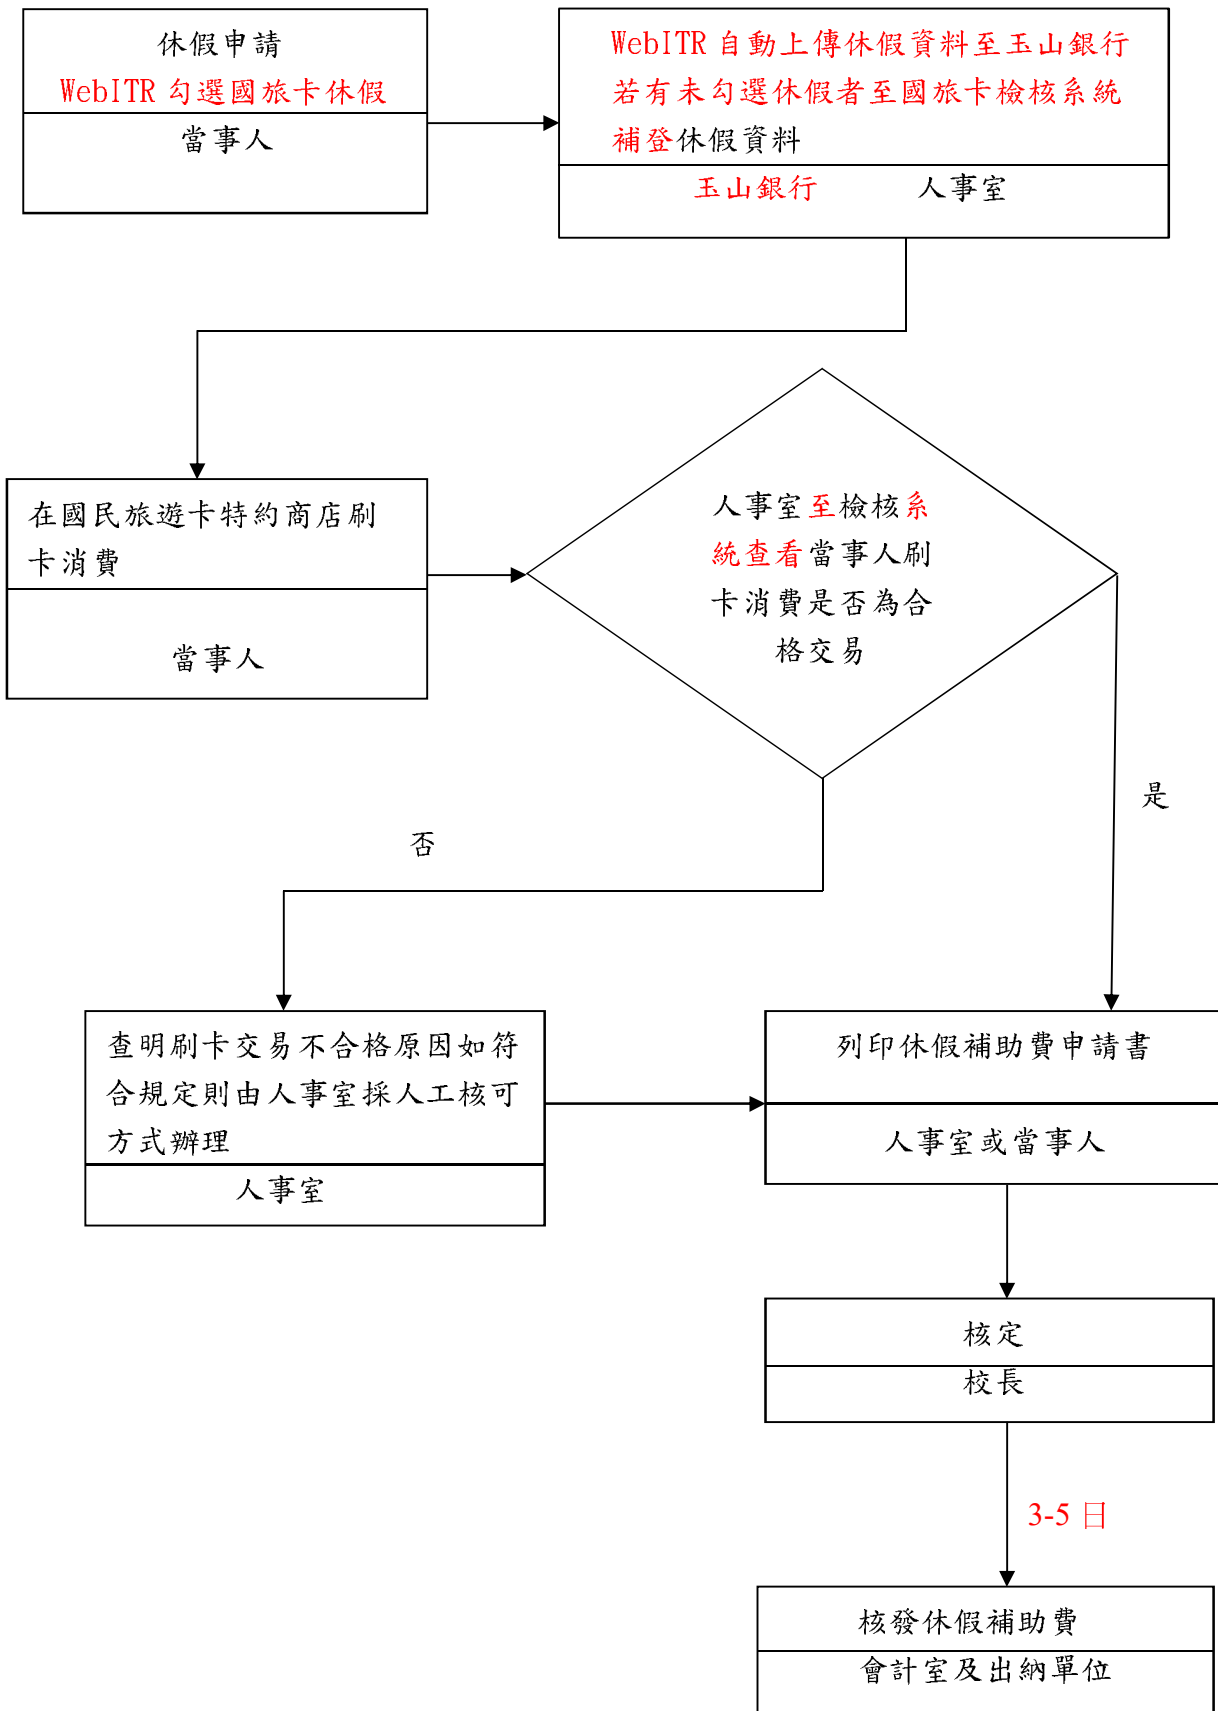 休假申請
WebITR 勾選國旅卡休假
當事人
WebITR 自動上傳休假資料至玉山銀行
若有未勾選休假者至國旅卡檢核系統
補登休假資料
玉山銀行 人事室
在國民旅遊卡特約商店刷
卡消費
當事人
人事室至檢核系
統查看當事人刷
卡消費是否為合
格交易
是
否
查明刷卡交易不合格原因如符
合規定則由人事室採人工核可
方式辦理
人事室
列印休假補助費申請書
人事室或當事人
核定
校長
3-5 日
核發休假補助費
會計室及出納單位